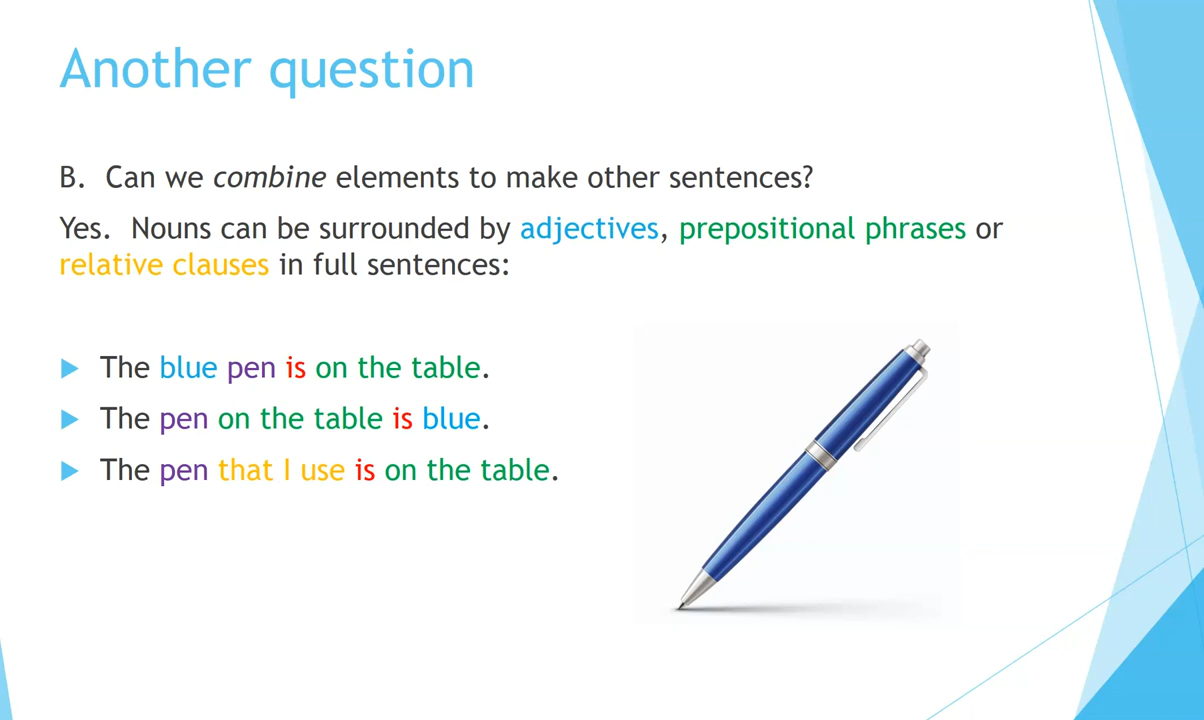 Another question
B. Can we combine elements to make other sentences?
Yes. Nouns can be surrounded by adjectives, prepositional phrases or
relative clauses in full sentences:
The blue pen is on the table.
The pen on the table is blue.
The pen that I use is on the table.